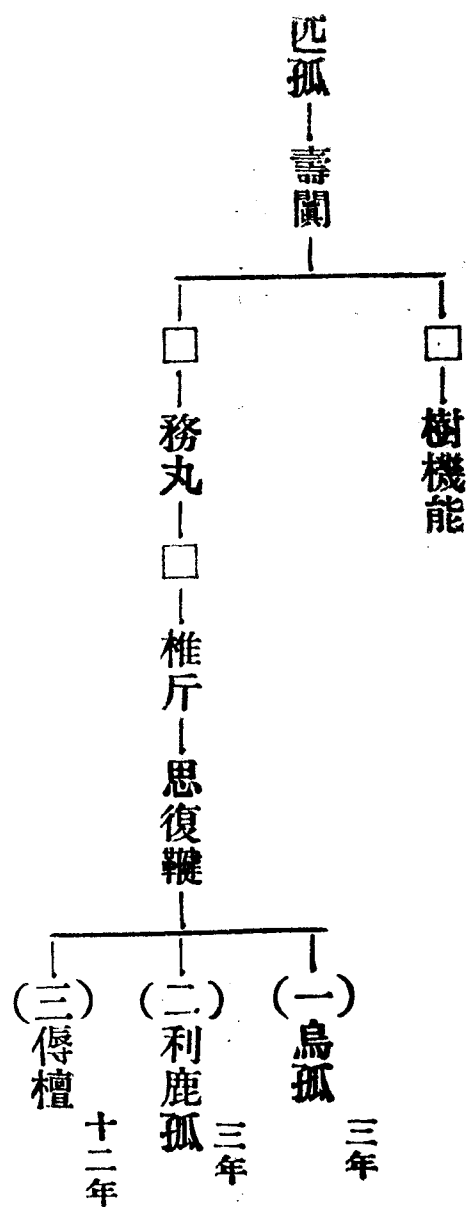 匹孤
壽闐
□
樹機能
□
務丸
□
椎斤
思復鞬
(一)烏孤 三年
(二)利鹿孤 三年
(三)傉檀 十二年